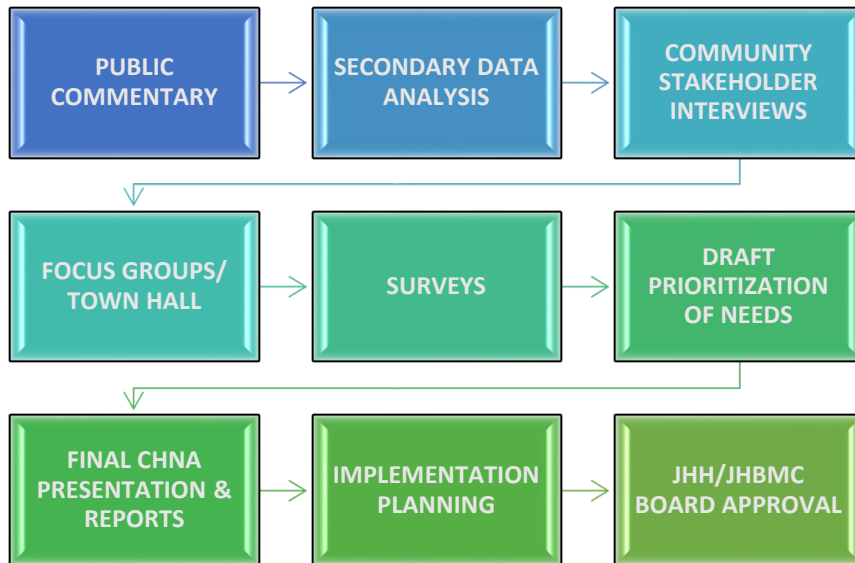 PUBLIC
COMMENTARY
SECONDARY DATA
ANALYSIS
COMMUNITY
STAKEHOLDER
INTERVIEWS
FOCUS GROUPS/
TOWN HALL
SURVEYS
DRAFT
PRIORITIZATION
OF NEEDS
FINAL CHNA
PRESENTATION &
REPORTS
IMPLEMENTATION
PLANNING
JHH/JHBMC
BOARD APPROVAL